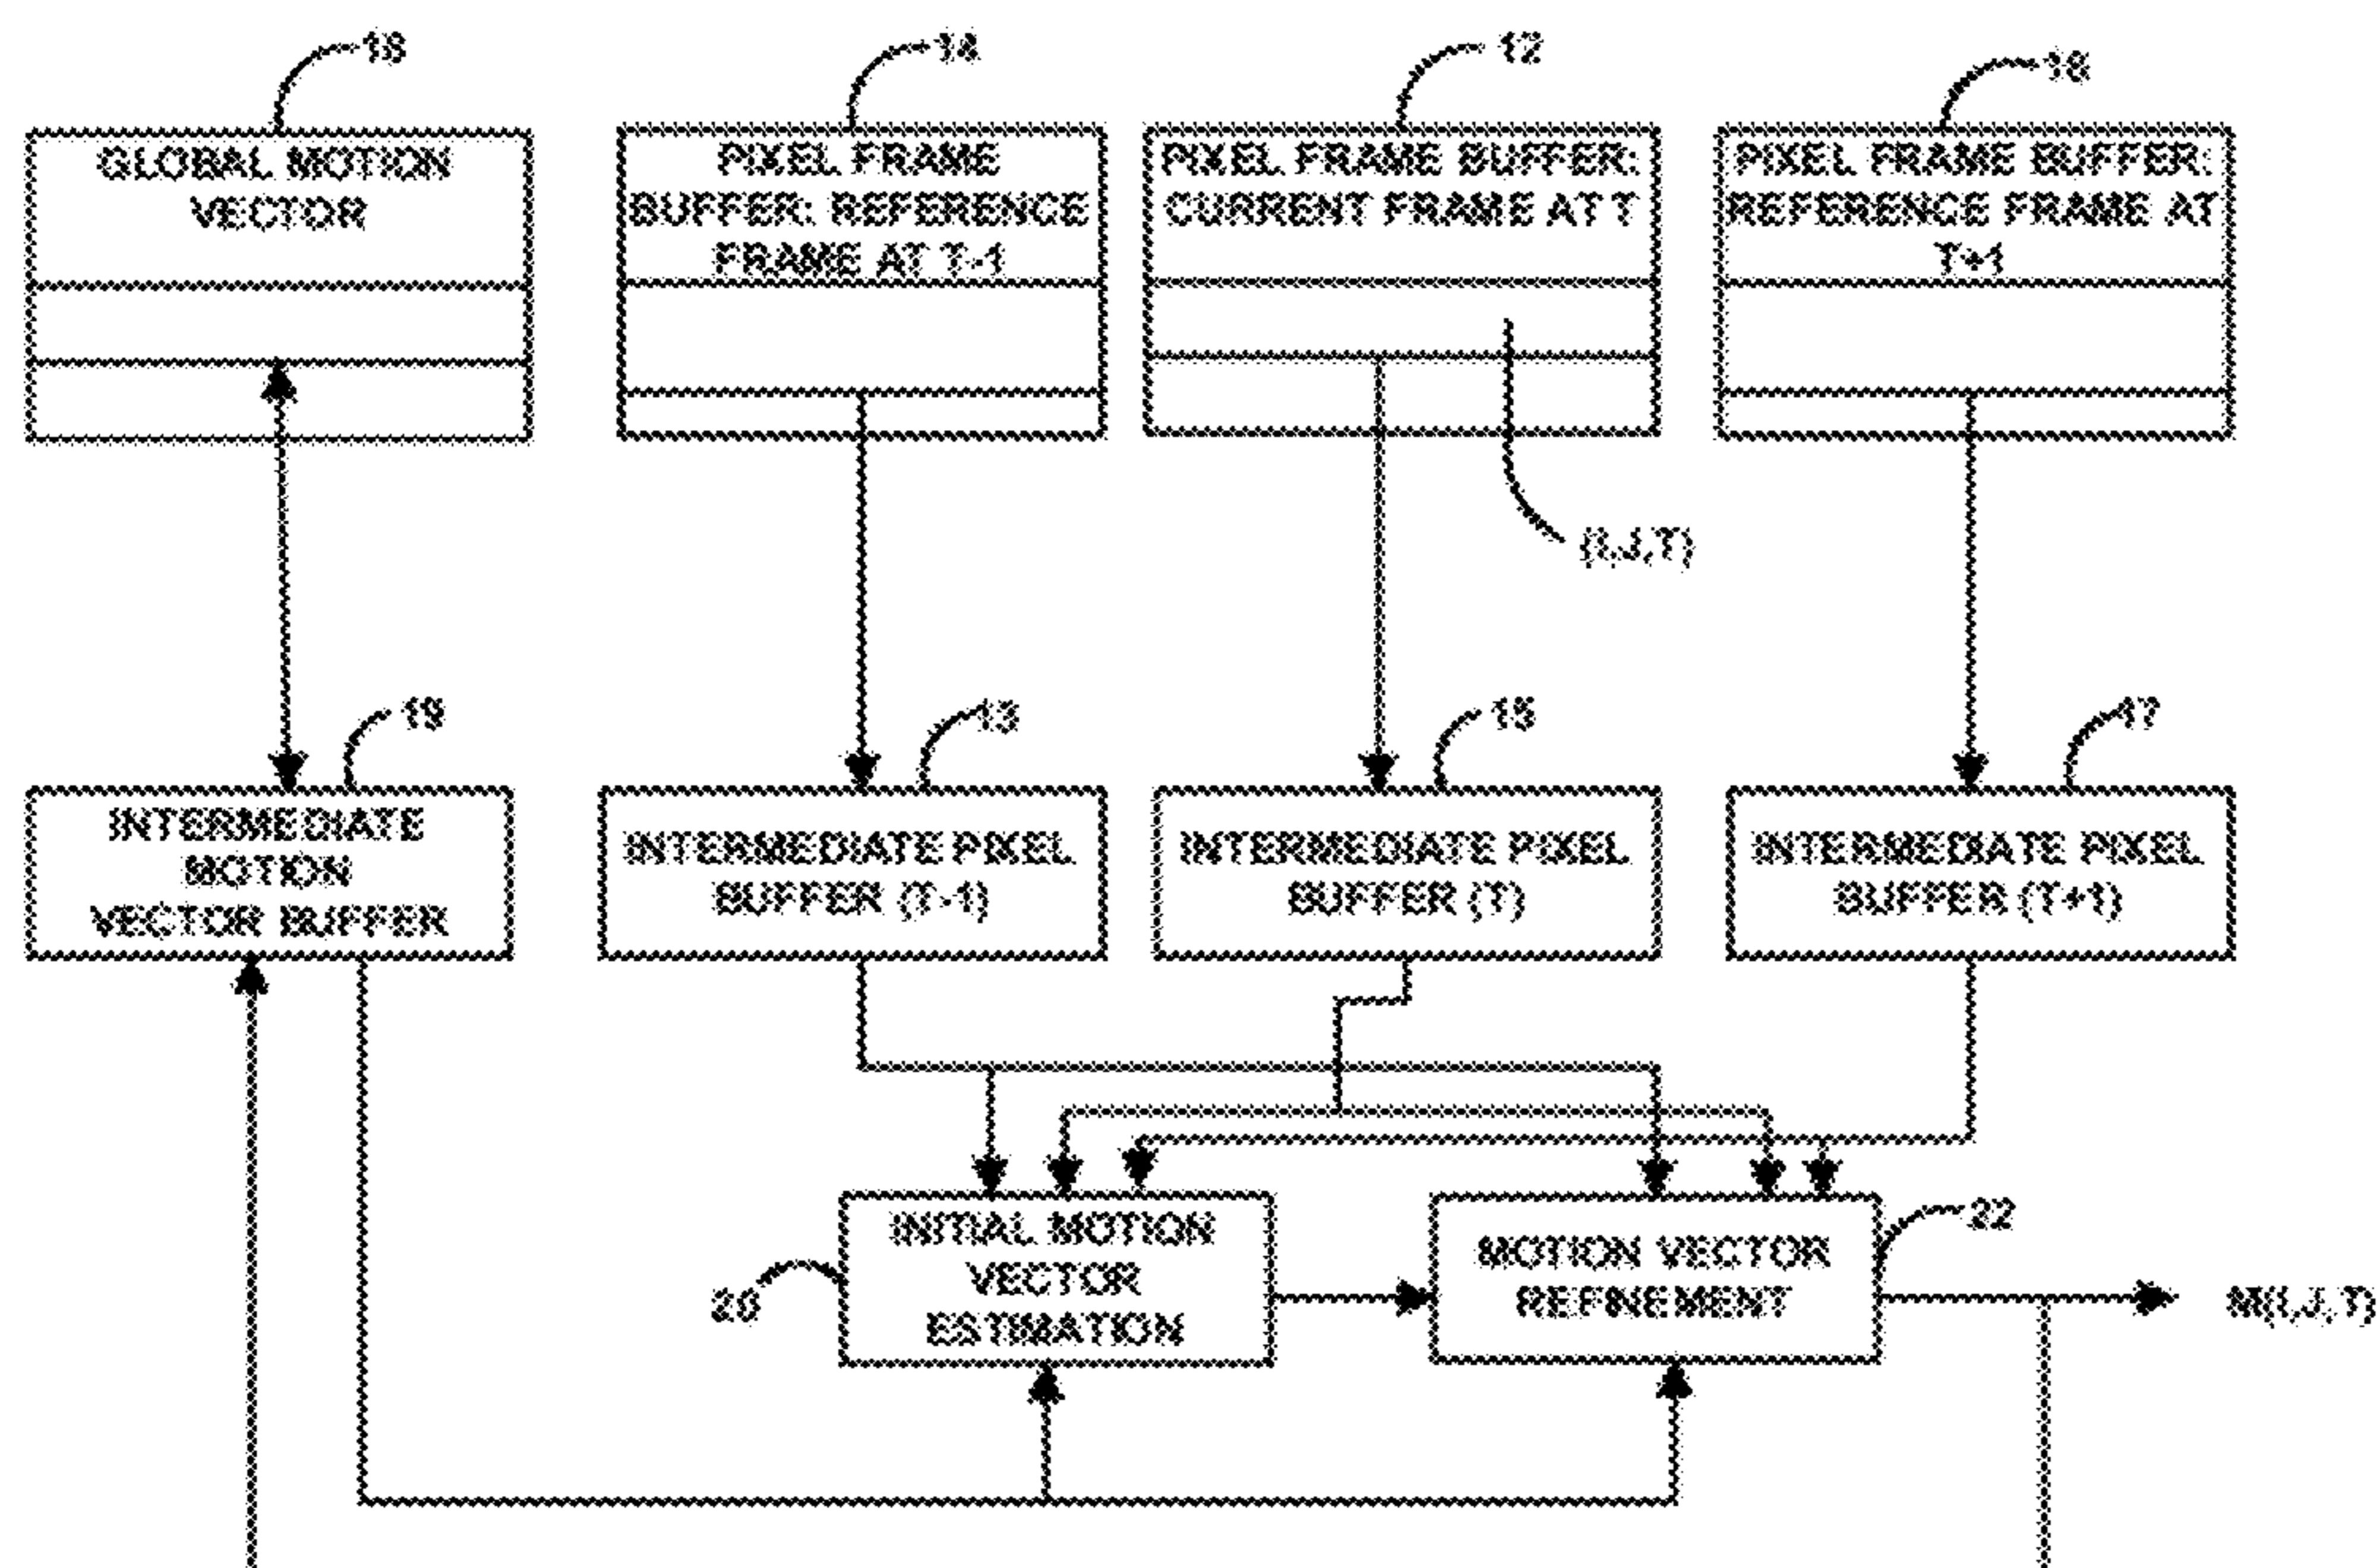 18
14
12
16
GLOBAL MOTION
VECTOR
PIXEL FRAME
BUFFER: REFERENCE
FRAME AT T-1
PIXEL FRAME BUFFER:
CURRENT FRAME AT T
PIXEL FRAME BUFFER:
REFERENCE FRAME AT
T+1
(I,J,T)
19
13
15
17
INTERMEDIATE
MOTION
VECTOR BUFFER
INTERMEDIATE PIXEL
BUFFER (T-1)
INTERMEDIATE PIXEL
BUFFER (T)
INTERMEDIATE PIXEL
BUFFER (T+1)
20
INITIAL MOTION
VECTOR
ESTIMATION
MOTION VECTOR
REFINEMENT
22
M(I,J,T)